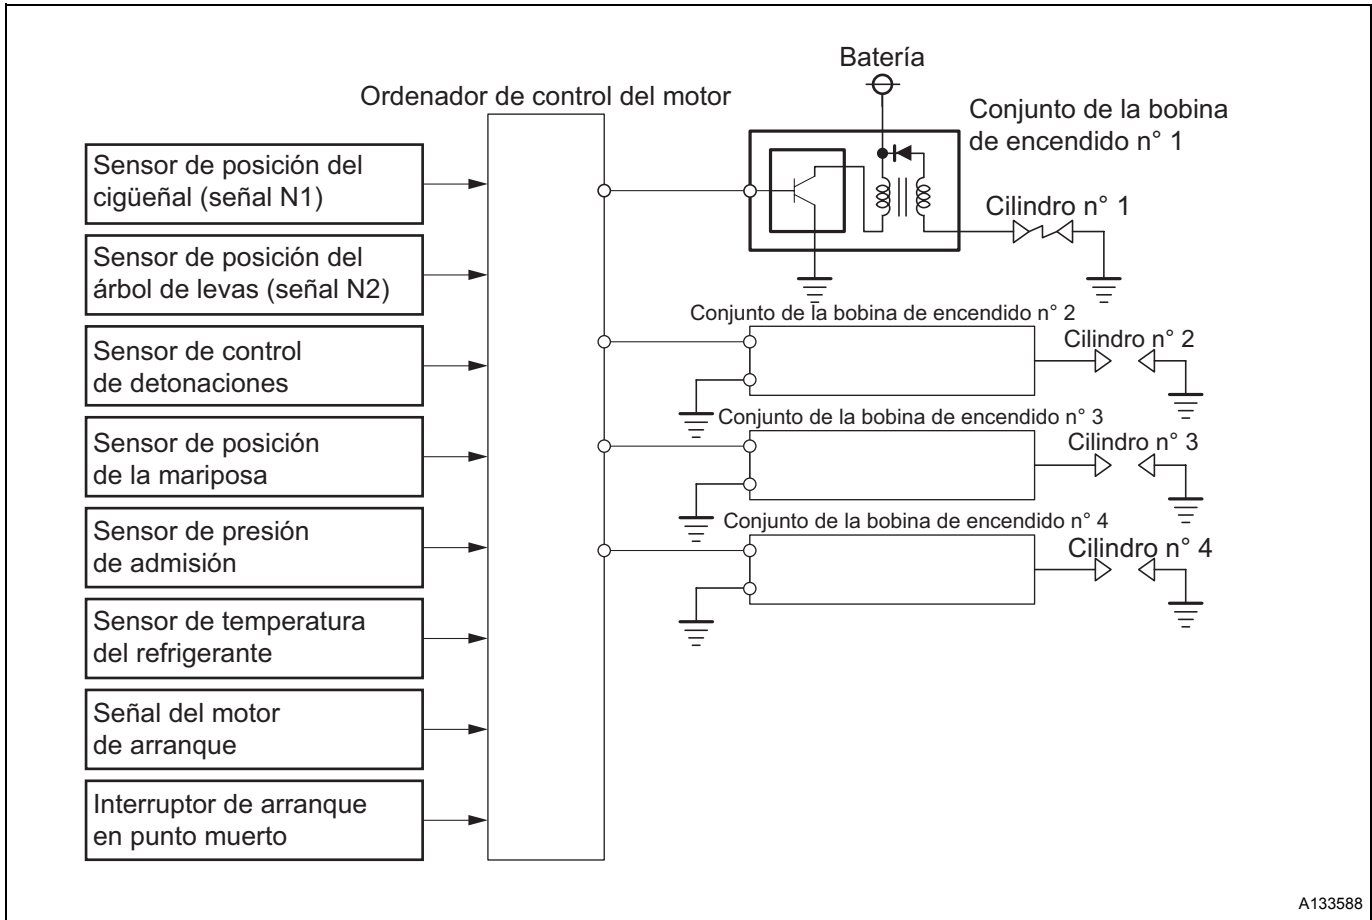 Batería
Ordenador de control del motor
Conjunto de la bobina
de encendido n° 1
Sensor de posición del
cigüeñal (señal N1)
Cilindro n° 1
Sensor de posición del
árbol de levas (señal N2)
Conjunto de la bobina de encendido n° 2
Cilindro n° 2
Sensor de control
de detonaciones
Conjunto de la bobina de encendido n° 3
Cilindro n° 3
Sensor de posición
de la mariposa
Conjunto de la bobina de encendido n° 4
Cilindro n° 4
Sensor de presión
de admisión
Sensor de temperatura
del refrigerante
Señal del motor
de arranque
Interruptor de arranque
en punto muerto
A133588